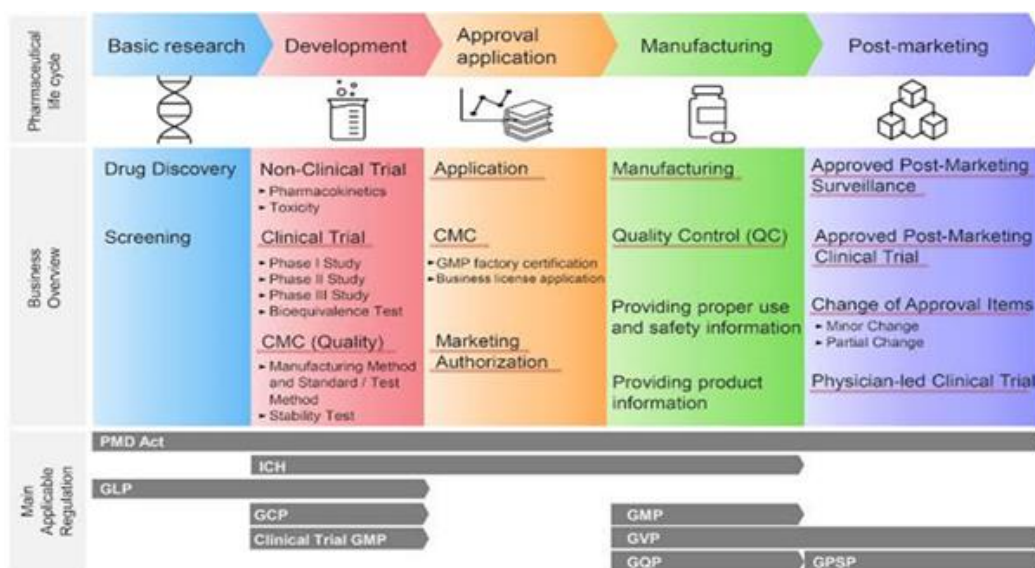 Pharmaceutical
life cycle
Basic research
Development
Approval
application
Manufacturing
Post-marketing
Business
Overview
Drug Discovery
Screening
Non-Clinical Trial
► Pharmacokinetics
► Toxicity
Clinical Trial
► Phase I Study
► Phase II Study
► Phase III Study
► Bioequivalence Test
CMC (Quality)
► Manufacturing Method
and Standard / Test
Method
► Stability Test
Application
CMC
► GMP factory certification
► Business license application
Marketing
Authorization
Manufacturing
Quality Control (QC)
Providing proper use
and safety information
Providing product
information
Approved Post-Marketing
Surveillance
Approved Post-Marketing
Clinical Trial
Change of Approval Items
► Minor Change
► Partial Change
Physician-led Clinical Trial
Main
Applicable
Regulation
PMD Act
ICH
GLP
GCP
GMP
Clinical Trial GMP
GVP
GQP
GPSP